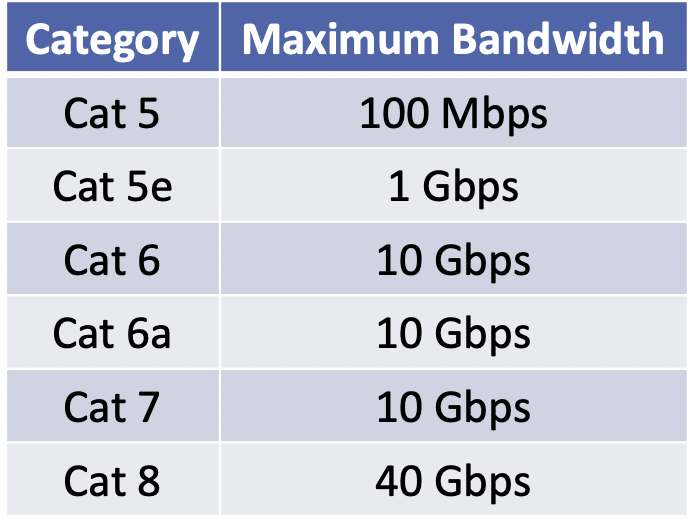 Category Maximum Bandwidth
Cat 5 100 Mbps
Cat 5e 1 Gbps
Cat 6 10 Gbps
Cat 6a 10 Gbps
Cat 7 10 Gbps
Cat 8 40 Gbps